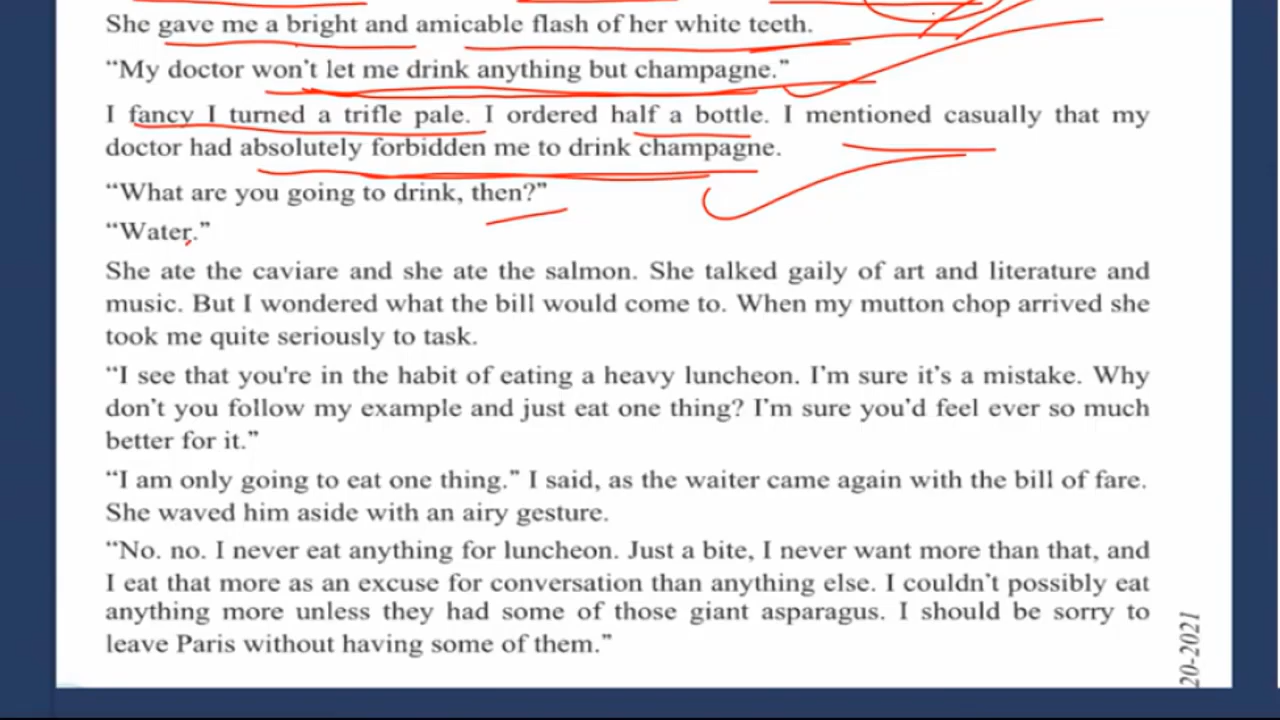 She gave me a bright and amicable flash of her white teeth.
“My doctor won’t let me drink anything but champagne.”
I fancy I turned a trifle pale. I ordered half a bottle. I mentioned casually that my
doctor had absolutely forbidden me to drink champagne.
“What are you going to drink, then?”
“Water.”
She ate the caviare and she ate the salmon. She talked gaily of art and literature and
music. But I wondered what the bill would come to. When my mutton chop arrived she
took me quite seriously to task.
“I see that you're in the habit of eating a heavy luncheon. I’m sure it’s a mistake. Why
don’t you follow my example and just eat one thing? I’m sure you’d feel ever so much
better for it.”
“I am only going to eat one thing.” I said, as the waiter came again with the bill of fare.
She waved him aside with an airy gesture.
“No. no. I never eat anything for luncheon. Just a bite, I never want more than that, and
I eat that more as an excuse for conversation than anything else. I couldn’t possibly eat
anything more unless they had some of those giant asparagus. I should be sorry to
leave Paris without having some of them.”
20-2021